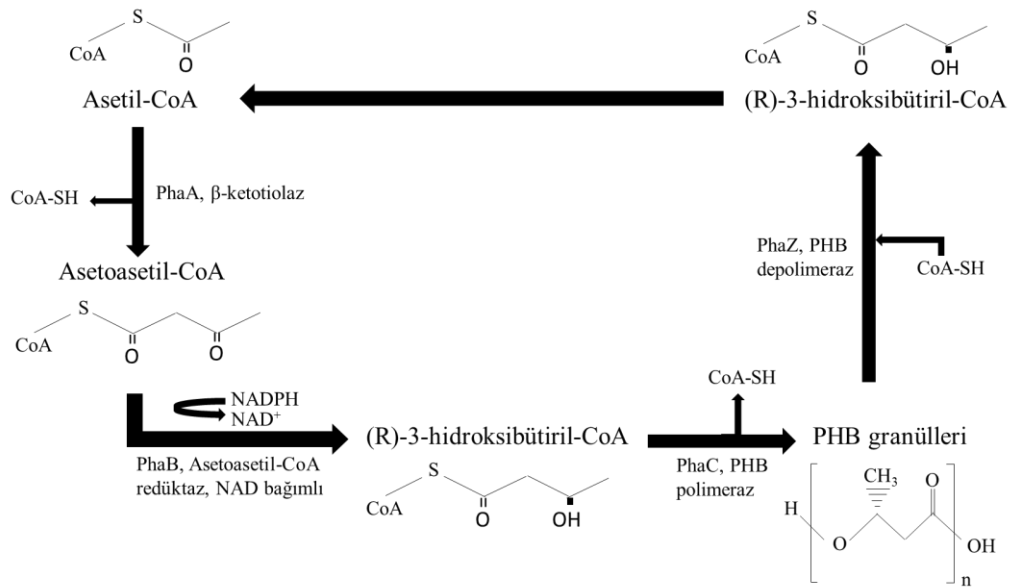 S
CoA
O
Asetil-CoA
S
CoA
O
OH
(R)-3-hidroksibütiril-CoA
CoA-SH
PhaA, β-ketotiolaz
Asetoasetil-CoA
S
CoA
O
O
PhaZ, PHB
depolimeraz
CoA-SH
NADPH
NAD⁺
PhaB, Asetoasetil-CoA
redüktaz, NAD bağımlı
(R)-3-hidroksibütiril-CoA
S
CoA
O
OH
CoA-SH
PhaC, PHB
polimeraz
PHB granülleri
CH₃
O
H
O
OH
n